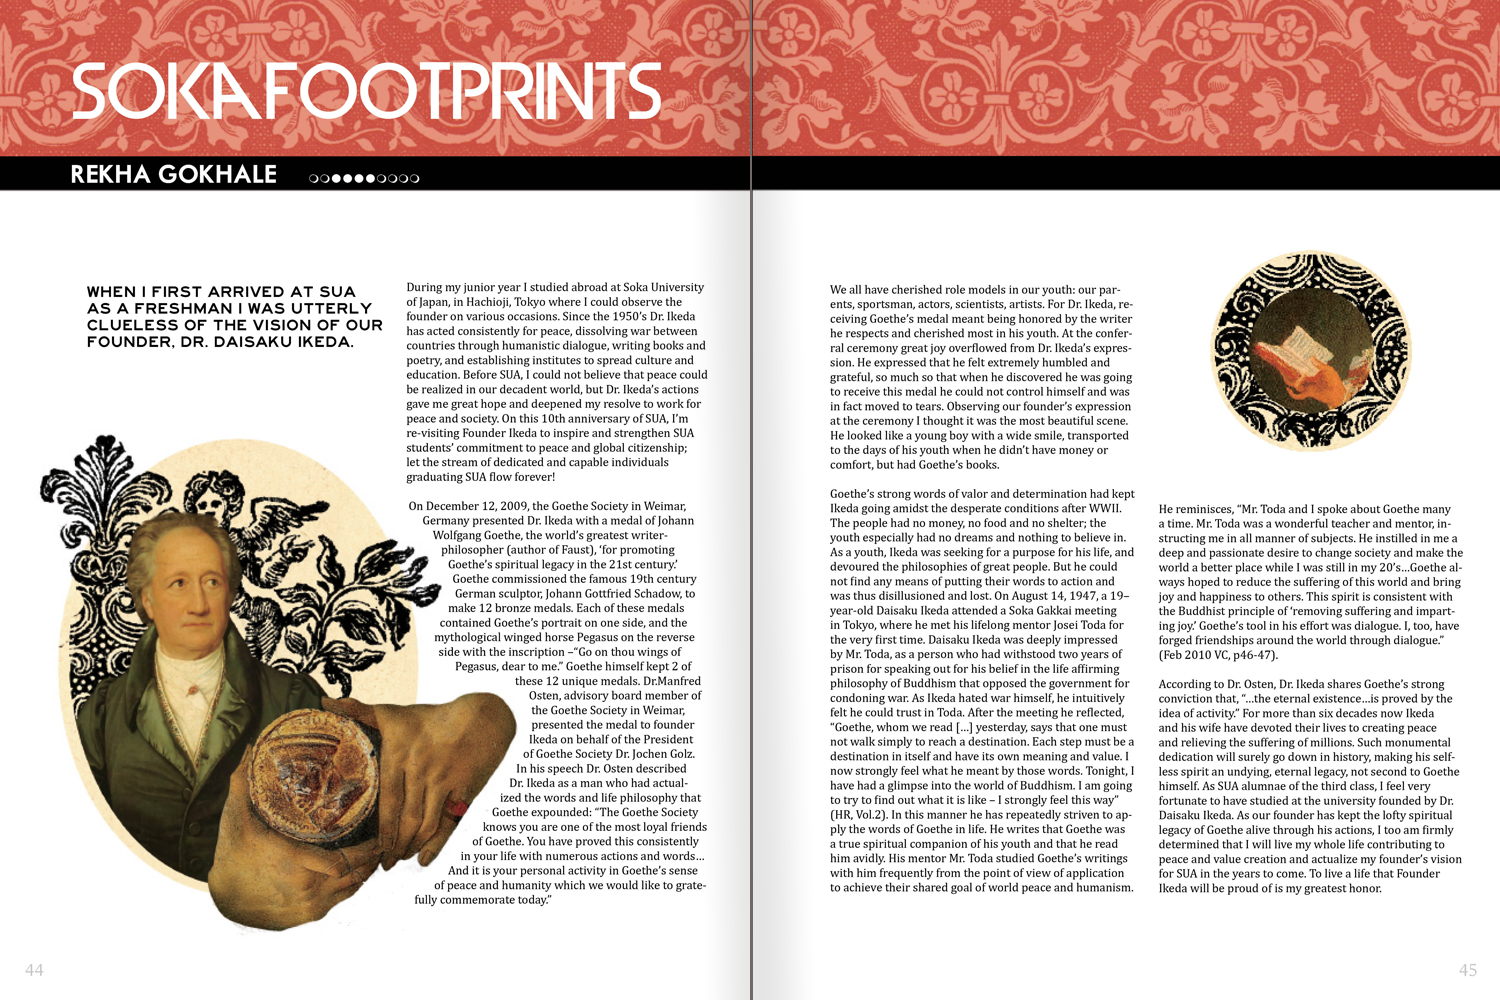 SOKAFOOTPRINTS
REKHA GOKHALE
WHEN I FIRST ARRIVED AT SUA
AS A FRESHMAN I WAS UTTERLY
CLUELESS OF THE VISION OF OUR
FOUNDER, DR. DAISAKU IKEDA.
During my junior year I studied abroad at Soka University
of Japan, in Hachioji, Tokyo where I could observe the
founder on various occasions. Since the 1950's Dr. Ikeda
has acted consistently for peace, dissolving war between
countries through humanistic dialogue, writing books and
poetry, and establishing institutes to spread culture and
education. Before SUA, I could not believe that peace could
be realized in our decadent world, but Dr. Ikeda's actions
gave me great hope and deepened my resolve to work for
peace and society. On this 10th anniversary of SUA, I'm
re-visiting Founder Ikeda to inspire and strengthen SUA
students' commitment to peace and global citizenship;
let the stream of dedicated and capable individuals
graduating SUA flow forever!
On December 12, 2009, the Goethe Society in Weimar,
Germany presented Dr. Ikeda with a medal of Johann
Wolfgang Goethe, the world's greatest writer-
philosopher (author of Faust), 'for promoting
Goethe's spiritual legacy in the 21st century.'
Goethe commissioned the famous 19th century
German sculptor, Johann Gottfried Schadow, to
make 12 bronze medals. Each of these medals
contained Goethe's portrait on one side, and the
mythological winged horse Pegasus on the reverse
side with the inscription –"Go on thou wings of
Pegasus, dear to me." Goethe himself kept 2 of
these 12 unique medals. Dr.Manfred
Osten, advisory board member of
the Goethe Society in Weimar,
presented the medal to founder
Ikeda on behalf of the President
of Goethe Society Dr. Jochen Golz.
In his speech Dr. Osten described
Dr. Ikeda as a man who had actual-
ized the words and life philosophy that
Goethe expounded: "The Goethe Society
knows you are one of the most loyal friends
of Goethe. You have proved this consistently
in your life with numerous actions and words…
And it is your personal activity in Goethe's sense
of peace and humanity which we would like to grate-
fully commemorate today."
44
We all have cherished role models in our youth: our par-
ents, sportsman, actors, scientists, artists. For Dr. Ikeda, re-
ceiving Goethe's medal meant being honored by the writer
he respects and cherished most in his youth. At the confer-
ral ceremony great joy overflowed from Dr. Ikeda's expres-
sion. He expressed that he felt extremely humbled and
grateful, so much so that when he discovered he was going
to receive this medal he could not control himself and was
in fact moved to tears. Observing our founder's expression
at the ceremony I thought it was the most beautiful scene.
He looked like a young boy with a wide smile, transported
to the days of his youth when he didn't have money or
comfort, but had Goethe's books.
Goethe's strong words of valor and determination had kept
Ikeda going amidst the desperate conditions after WWII.
The people had no money, no food and no shelter; the
youth especially had no dreams and nothing to believe in.
As a youth, Ikeda was seeking for a purpose for his life, and
devoured the philosophies of great people. But he could
not find any means of putting their words to action and
was thus disillusioned and lost. On August 14, 1947, a 19–
year-old Daisaku Ikeda attended a Soka Gakkai meeting
in Tokyo, where he met his lifelong mentor Josei Toda for
the very first time. Daisaku Ikeda was deeply impressed
by Mr. Toda, as a person who had withstood two years of
prison for speaking out for his belief in the life affirming
philosophy of Buddhism that opposed the government for
condoning war. As Ikeda hated war himself, he intuitively
felt he could trust in Toda. After the meeting he reflected,
"Goethe, whom we read […] yesterday, says that one must
not walk simply to reach a destination. Each step must be a
destination in itself and have its own meaning and value. I
now strongly feel what he meant by those words. Tonight, I
have had a glimpse into the world of Buddhism. I am going
to try to find out what it is like – I strongly feel this way"
(HR, Vol.2). In this manner he has repeatedly striven to ap-
ply the words of Goethe in life. He writes that Goethe was
a true spiritual companion of his youth and that he read
him avidly. His mentor Mr. Toda studied Goethe's writings
with him frequently from the point of view of application
to achieve their shared goal of world peace and humanism.
He reminisces, "Mr. Toda and I spoke about Goethe many
a time. Mr. Toda was a wonderful teacher and mentor, in-
structing me in all manner of subjects. He instilled in me a
deep and passionate desire to change society and make the
world a better place while I was still in my 20's…Goethe al-
ways hoped to reduce the suffering of this world and bring
joy and happiness to others. This spirit is consistent with
the Buddhist principle of 'removing suffering and impart-
ing joy.' Goethe's tool in his effort was dialogue. I, too, have
forged friendships around the world through dialogue."
(Feb 2010 VC, p46-47).
According to Dr. Osten, Dr. Ikeda shares Goethe's strong
conviction that, "…the eternal existence…is proved by the
idea of activity." For more than six decades now Ikeda
and his wife have devoted their lives to creating peace
and relieving the suffering of millions. Such monumental
dedication will surely go down in history, making his self-
less spirit an undying, eternal legacy, not second to Goethe
himself. As SUA alumnae of the third class, I feel very
fortunate to have studied at the university founded by Dr.
Daisaku Ikeda. As our founder has kept the lofty spiritual
legacy of Goethe alive through his actions, I too am firmly
determined that I will live my whole life contributing to
peace and value creation and actualize my founder's vision
for SUA in the years to come. To live a life that Founder
Ikeda will be proud of is my greatest honor.
45